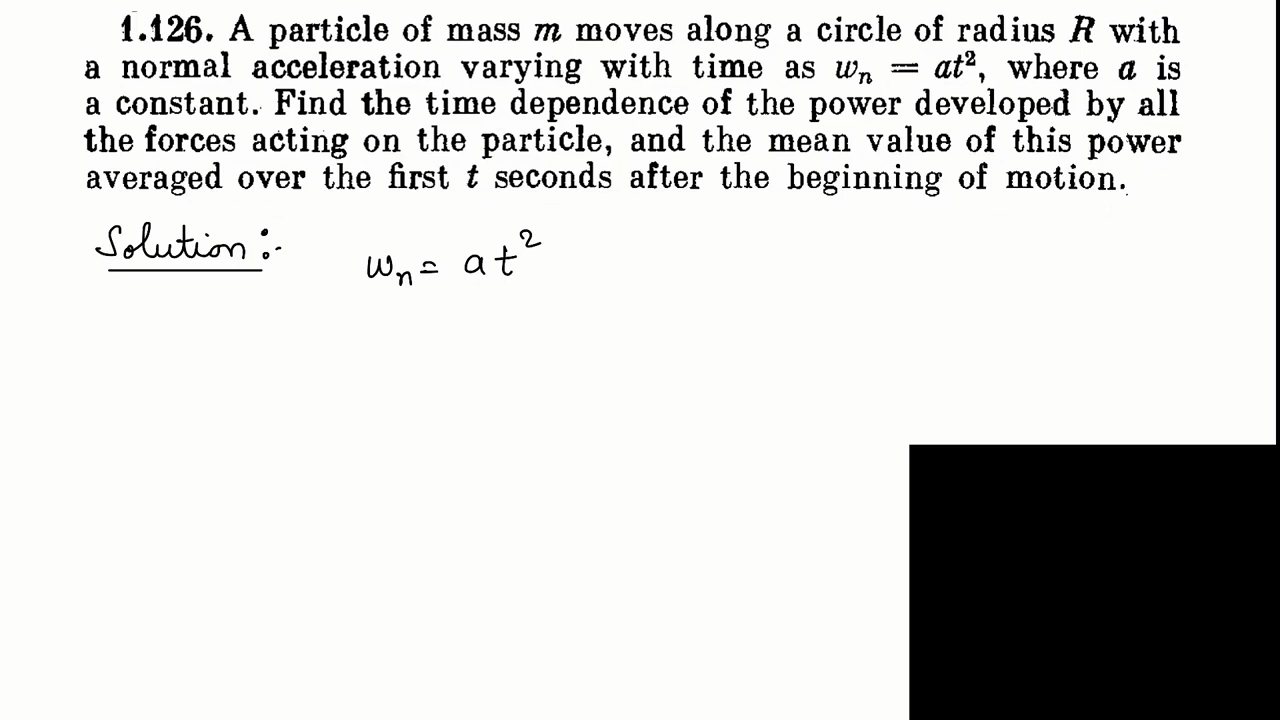 1.126. A particle of mass m moves along a circle of radius R with
a normal acceleration varying with time as wₙ = at², where a is
a constant. Find the time dependence of the power developed by all
the forces acting on the particle, and the mean value of this power
averaged over the first t seconds after the beginning of motion.
Solution :- wₙ = at²